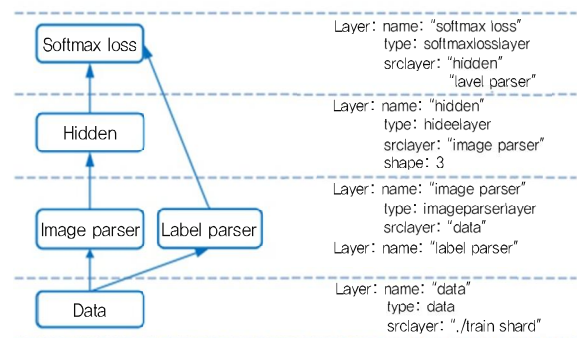 Softmax loss
Layer: name: "softmax loss"
type: softmaxlosslayer
srclayer: "hidden"
"lavel parser"
Hidden
Layer: name: "hidden"
type: hideelayer
srclayer: "image parser"
shape: 3
Image parser
Label parser
Layer: name: "image parser"
type: imageparserlayer
srclayer: "data"
Layer: name: "label parser"
Data
Layer: name: "data"
type: data
srclayer: "./train shard"